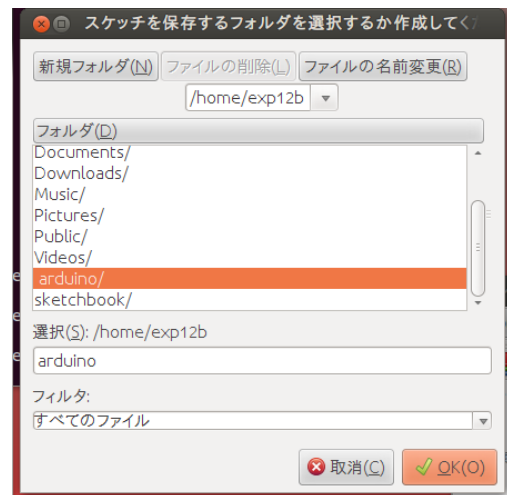 スケッチを保存するフォルダを選択するか作成してく
新規フォルダ(N) ファイルの削除(L) ファイルの名前変更(R)
/home/exp12b
フォルダ(D)
Documents/
Downloads/
Music/
Pictures/
Public/
Videos/
arduino/
sketchbook/
選択(S): /home/exp12b
arduino
フィルタ:
すべてのファイル
取消(C) OK(O)